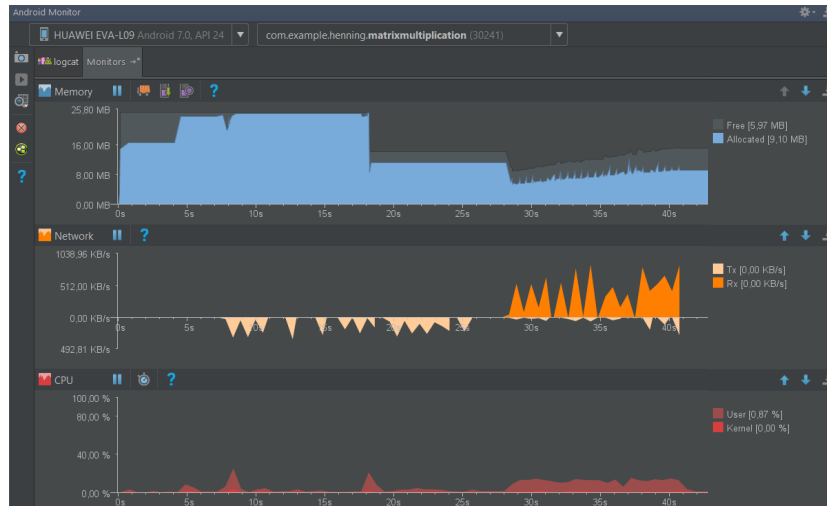 Android Monitor
HUAWEI EVA-L09 Android 7.0, API 24 com.example.henning.matrixmultiplication (30241)
logcat Monitors →"
Memory ?
25,80 MB
16,00 MB
8,00 MB
0,00 MB
0s 5s 10s 15s 20s 25s 30s 35s 40s
Free [5,97 MB]
Allocated [9,10 MB]
Network ?
1038,96 KB/s
512,00 KB/s
0,00 KB/s
492,81 KB/s
0s 5s 10s 15s 20s 25s 30s 35s 40s
Tx [0,00 KB/s]
Rx [0,00 KB/s]
CPU ?
100,00 %
80,00 %
40,00 %
0,00 %
0s 5s 10s 15s 20s 25s 30s 35s 40s
User [0,87 %]
Kernel [0,00 %]
?